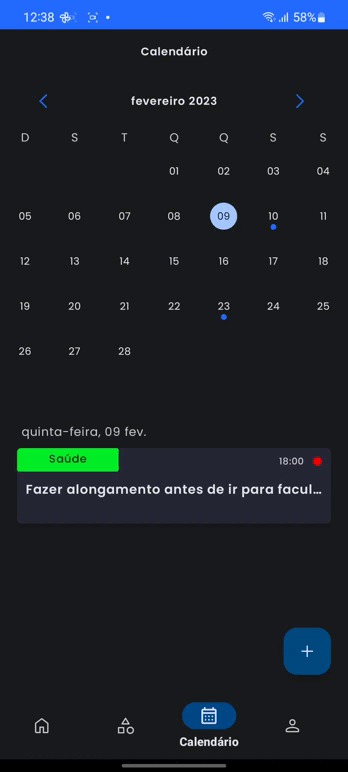 12:38 58%
Calendário
fevereiro 2023
D S T Q Q S S
01 02 03 04
05 06 07 08 09 10 11
12 13 14 15 16 17 18
19 20 21 22 23 24 25
26 27 28
quinta-feira, 09 fev.
Saúde 18:00
Fazer alongamento antes de ir para facul...
+
Calendário